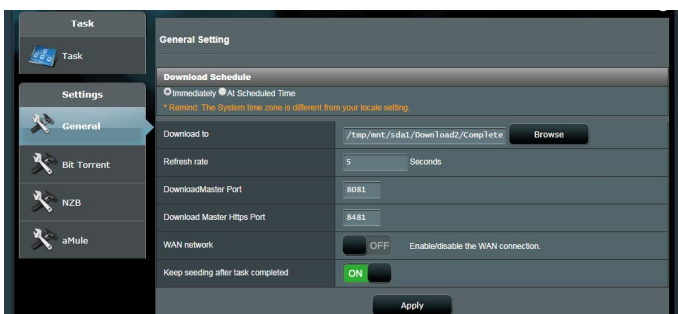 Task
Task
Settings
General
Bit Torrent
NZB
aMule
General Setting
Download Schedule
Immediately At Scheduled Time
* Remind: The System time zone is different from your locale setting.
Download to /tmp/mnt/sda1/Download2/Complete Browse
Refresh rate 5 Seconds
DownloadMaster Port 8081
Download Master Https Port 8481
WAN network OFF Enable/disable the WAN connection.
Keep seeding after task completed ON
Apply